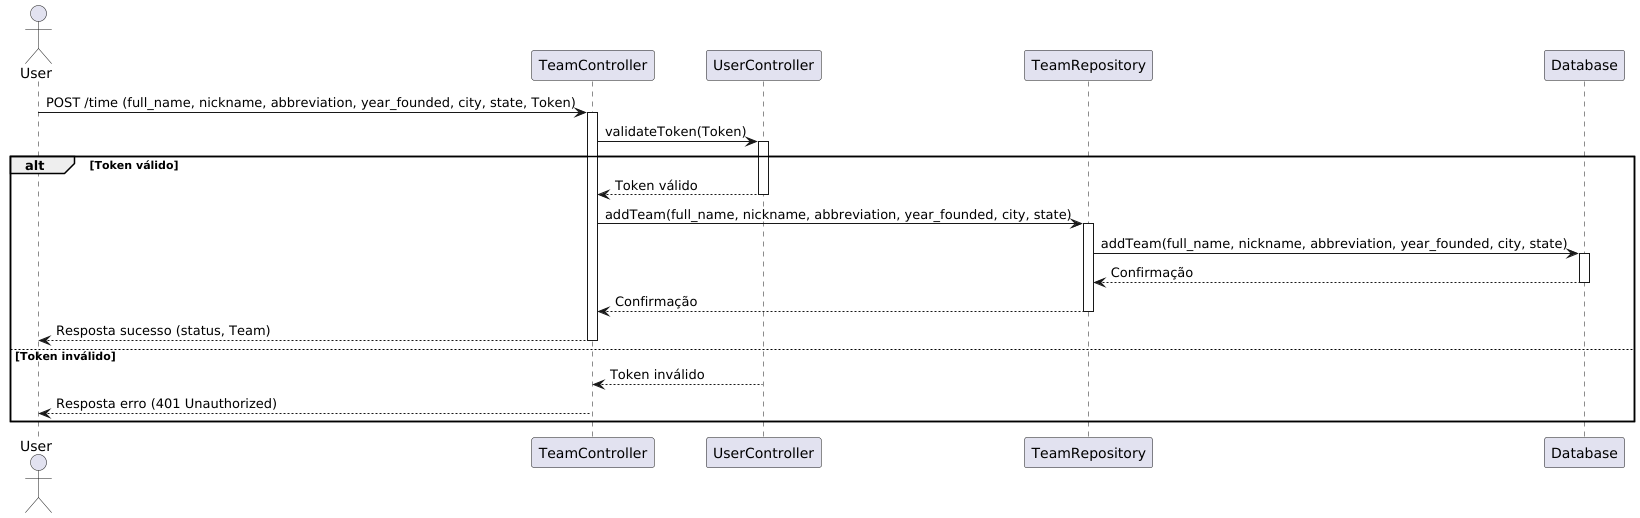 User
TeamController
UserController
TeamRepository
Database
POST /time (full_name, nickname, abbreviation, year_founded, city, state, Token)
validateToken(Token)
alt
[Token válido]
Token válido
addTeam(full_name, nickname, abbreviation, year_founded, city, state)
addTeam(full_name, nickname, abbreviation, year_founded, city, state)
Confirmação
Confirmação
Resposta sucesso (status, Team)
[Token inválido]
Token inválido
Resposta erro (401 Unauthorized)
User
TeamController
UserController
TeamRepository
Database